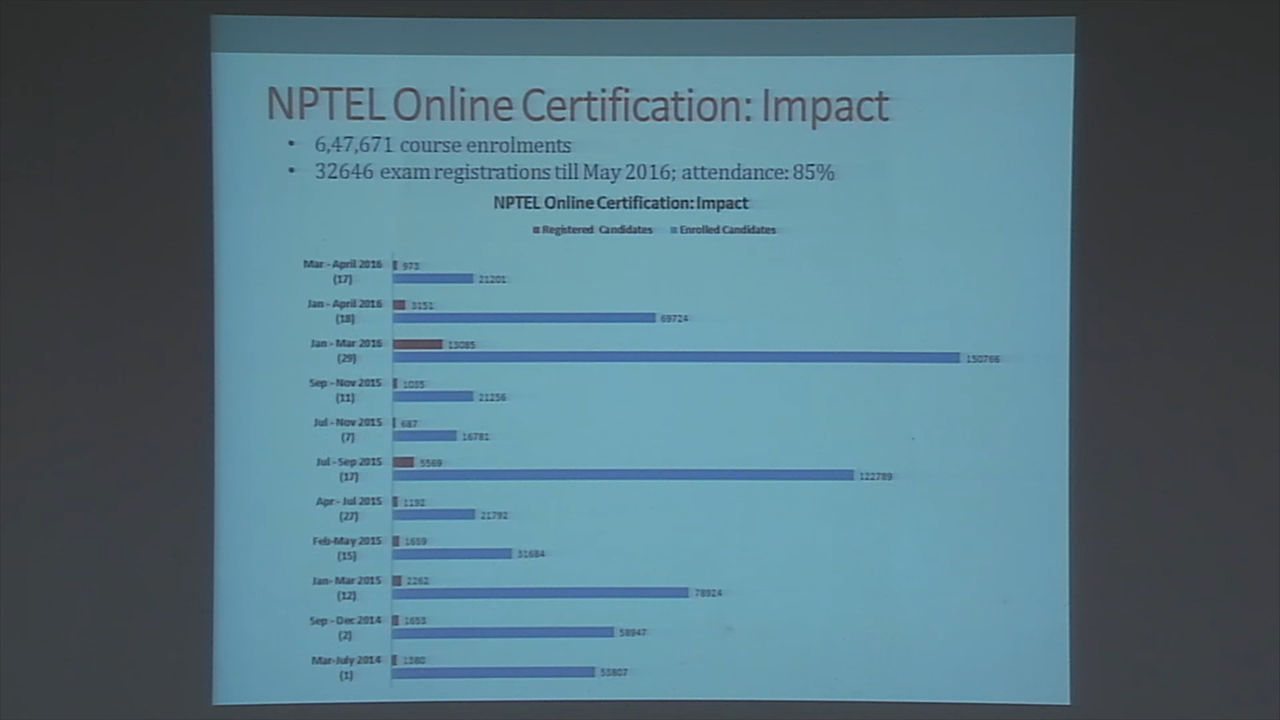 NPTEL Online Certification: Impact
• 6,47,671 course enrolments
• 32646 exam registrations till May 2016; attendance: 85%
NPTEL Online Certification: Impact
Registered Candidates Enrolled Candidates
Mar - April 2016 973
(17) 21201
Jan - April 2016 3151
(18) 69724
Jan - Mar 2016 13085
(29) 150766
Sep - Nov 2015 1035
(11) 21256
Jul - Nov 2015 687
(7) 16781
Jul - Sep 2015 5569
(17) 122789
Apr - Jul 2015 1192
(27) 21792
Feb-May 2015 1659
(15) 31684
Jan- Mar 2015 2262
(12) 78924
Sep - Dec 2014 1653
(2) 58947
Mar-July 2014 1380
(1) 53807